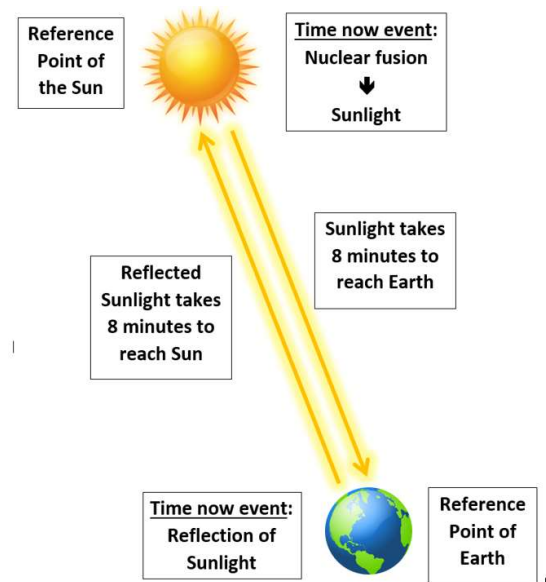 Reference
Point of
the Sun
Time now event:
Nuclear fusion
🡻
Sunlight
Sunlight takes
8 minutes to
reach Earth
Reflected
Sunlight takes
8 minutes to
reach Sun
Time now event:
Reflection of
Sunlight
Reference
Point of
Earth